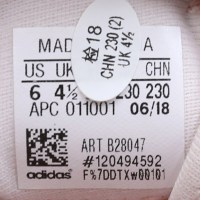 检18
CHN 230 (2)
UK 4½
MAD A
US UK CHN
6 4½ 230 230
APC 011001 06/18
ART B28047
#120494592
F%7DDTXw00101
adidas